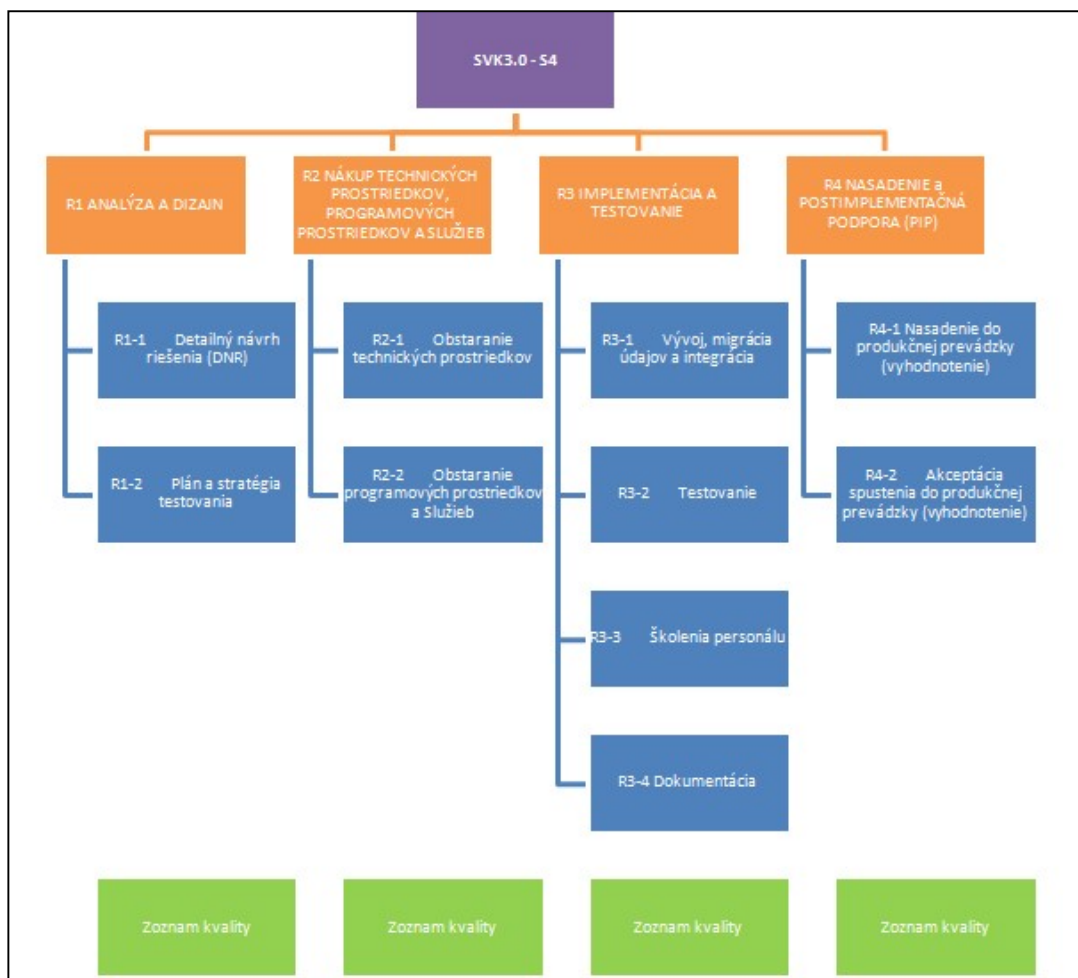 SVK3.0 - S4
R1 ANALÝZA A DIZAIN
R2 NÁKUP TECHNICKÝCH
PROSTRIEDKOV,
PROGRAMOVÝCH
PROSTRIEDKOV A SLUŽIEB
R3 IMPLEMENTÁCIA A
TESTOVANIE
R4 NASADENIE a
POSTIMPLEMENTAČNÁ
PODPORA (PIP)
R1-1 Detailný návrh
riešenia (DNR)
R1-2 Plán a stratégia
testovania
R2-1 Obstaranie
technických prostriedkov
R2-2 Obstaranie
programových prostriedkov
a Služieb
R3-1 Vývoj, migrácia
údajov a integrácia
R3-2 Testovanie
R3-3 Školenia personálu
R3-4 Dokumentácia
R4-1 Nasadenie do
produkčnej prevádzky
(vyhodnotenie)
R4-2 Akceptácia
spustenia do produkčnej
prevádzky (vyhodnotenie)
Zoznam kvality
Zoznam kvality
Zoznam kvality
Zoznam kvality